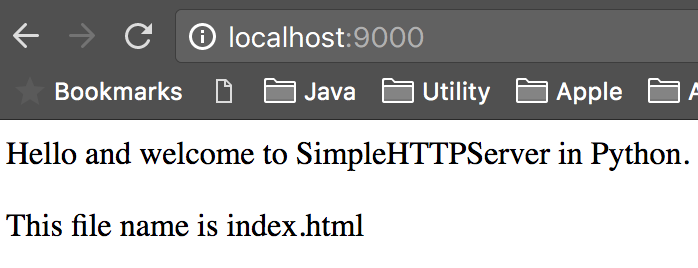 localhost:9000
Bookmarks Java Utility Apple
Hello and welcome to SimpleHTTPServer in Python.
This file name is index.html